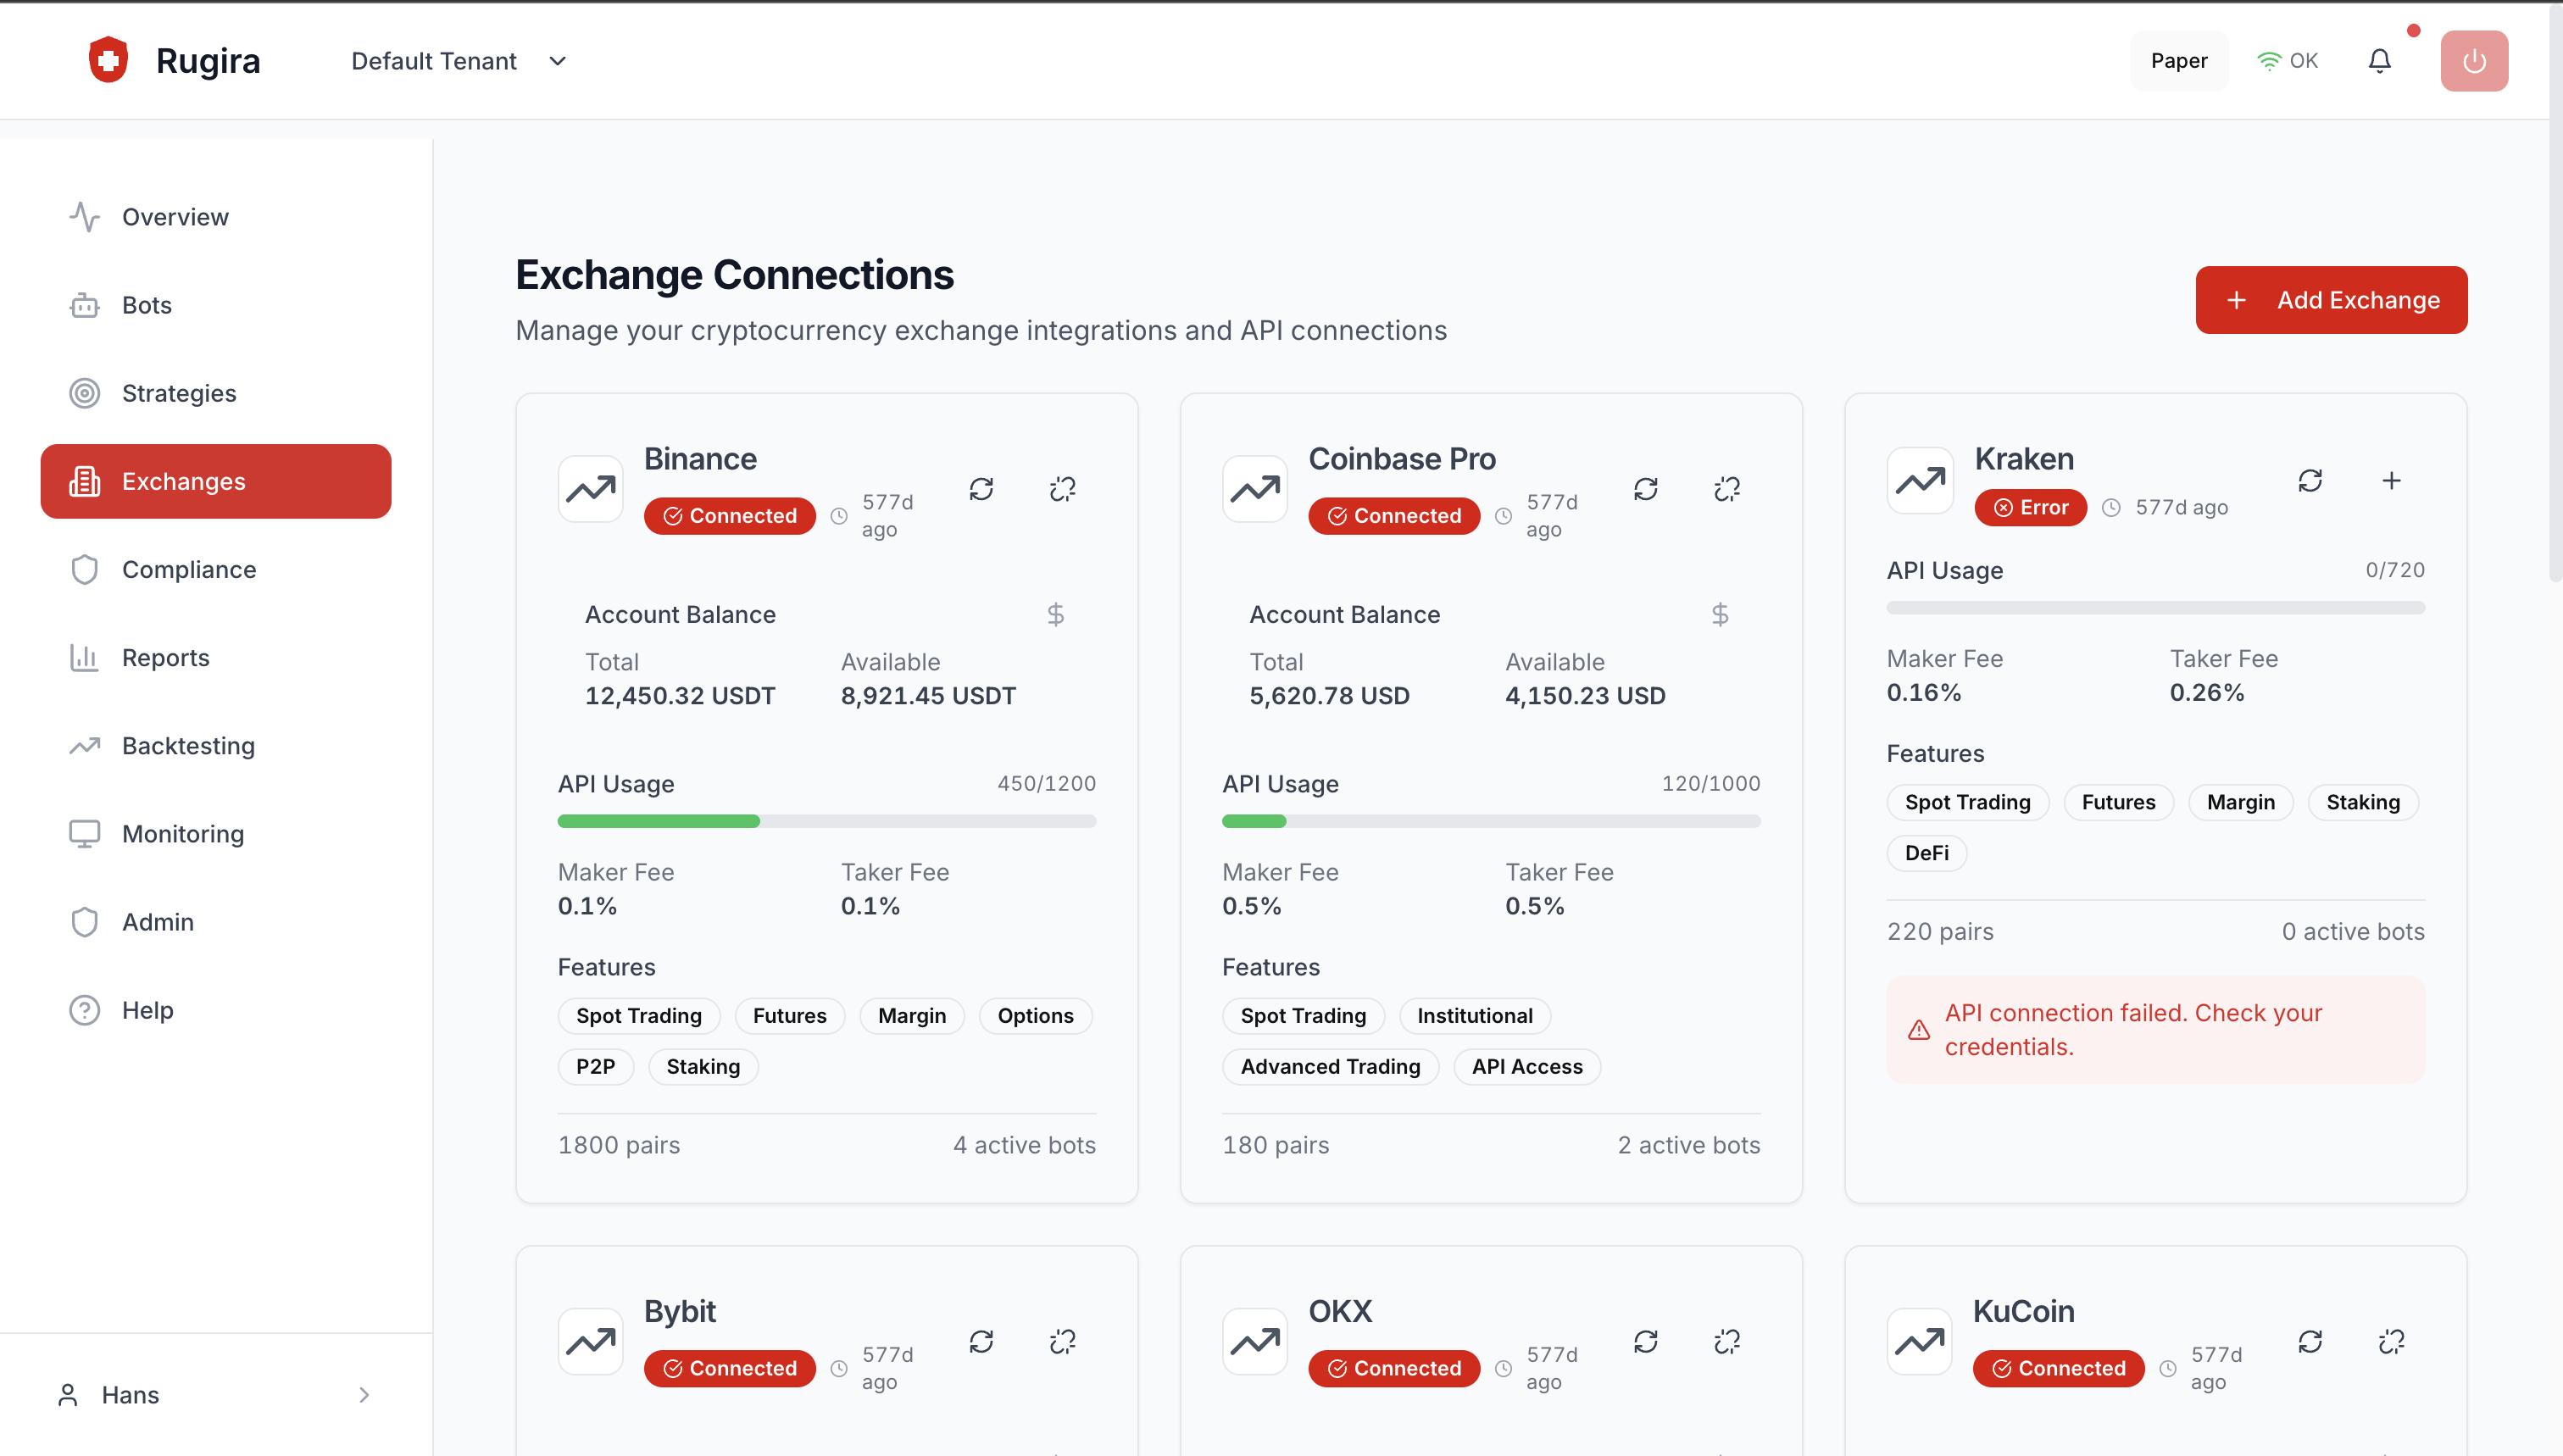 Rugira
Default Tenant
Paper
OK
Overview
Bots
Strategies
Exchanges
Compliance
Reports
Backtesting
Monitoring
Admin
Help
Hans
Exchange Connections
Manage your cryptocurrency exchange integrations and API connections
Add Exchange
Binance
Connected
577d
ago
Account Balance
$
Total
Available
12,450.32 USDT
8,921.45 USDT
API Usage
450/1200
Maker Fee
Taker Fee
0.1%
0.1%
Features
Spot Trading
Futures
Margin
Options
P2P
Staking
1800 pairs
4 active bots
Coinbase Pro
Connected
577d
ago
Account Balance
$
Total
Available
5,620.78 USD
4,150.23 USD
API Usage
120/1000
Maker Fee
Taker Fee
0.5%
0.5%
Features
Spot Trading
Institutional
Advanced Trading
API Access
180 pairs
2 active bots
Kraken
Error
577d ago
API Usage
0/720
Maker Fee
Taker Fee
0.16%
0.26%
Features
Spot Trading
Futures
Margin
Staking
DeFi
220 pairs
0 active bots
API connection failed. Check your
credentials.
Bybit
Connected
577d
ago
OKX
Connected
577d
ago
KuCoin
Connected
577d
ago